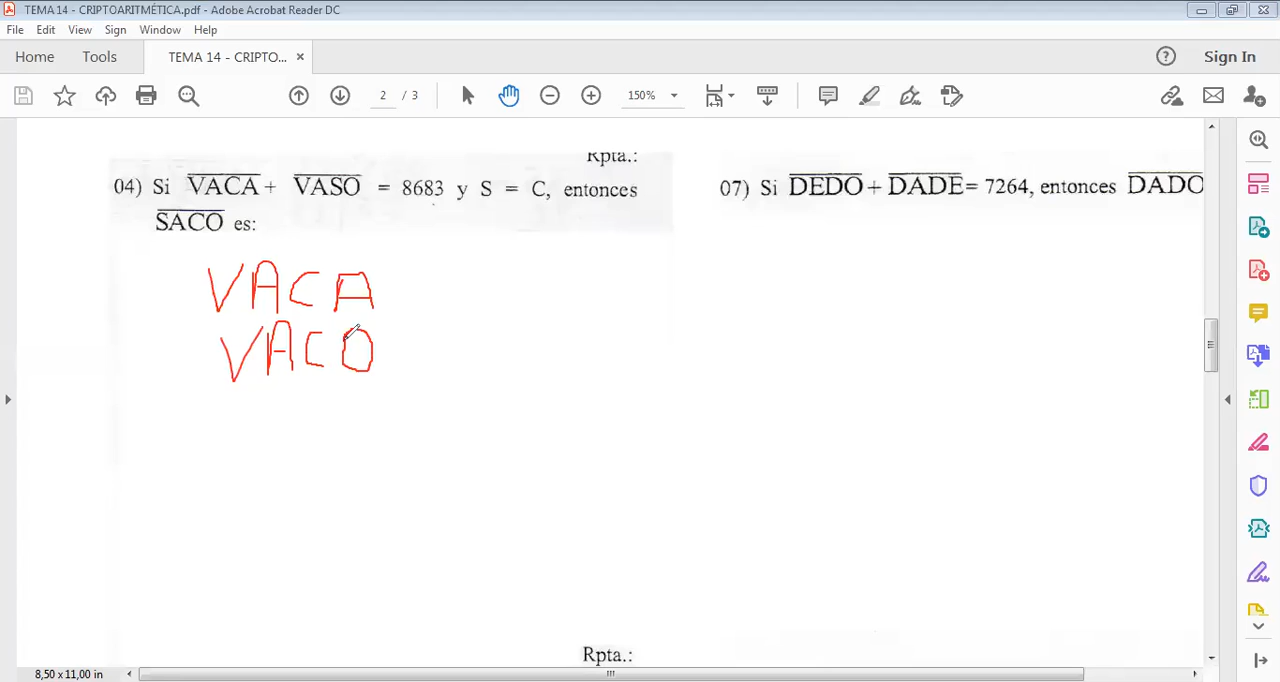 TEMA 14 - CRIPTOARITMÉTICA.pdf - Adobe Acrobat Reader DC
File Edit View Sign Window Help
Home Tools TEMA 14 - CRIPTO... × Sign In
2 / 3 150%
Rpta.:
04) Si VACA + VASO = 8683 y S = C, entonces
SACO es:
VACA
VACO
07) Si DEDO + DADE = 7264, entonces DADO
Rpta.:
8,50 x 11,00 in